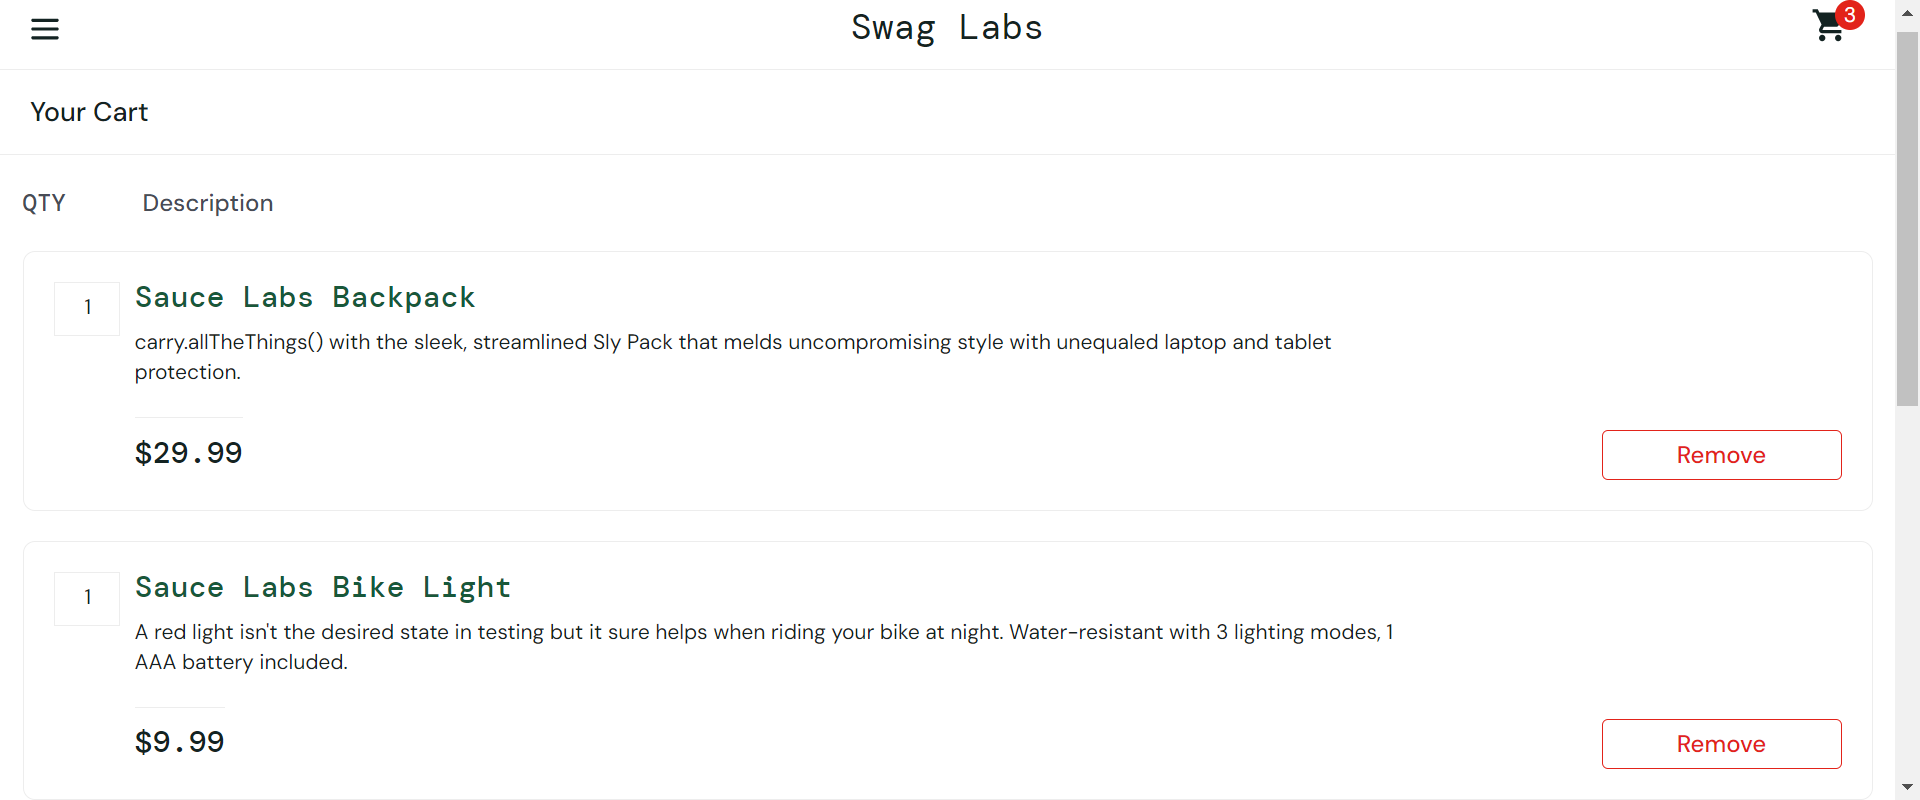 Swag Labs
3
Your Cart
QTY Description
1
Sauce Labs Backpack
carry.allTheThings() with the sleek, streamlined Sly Pack that melds uncompromising style with unequaled laptop and tablet
protection.
$29.99
Remove
1
Sauce Labs Bike Light
A red light isn't the desired state in testing but it sure helps when riding your bike at night. Water-resistant with 3 lighting modes, 1
AAA battery included.
$9.99
Remove